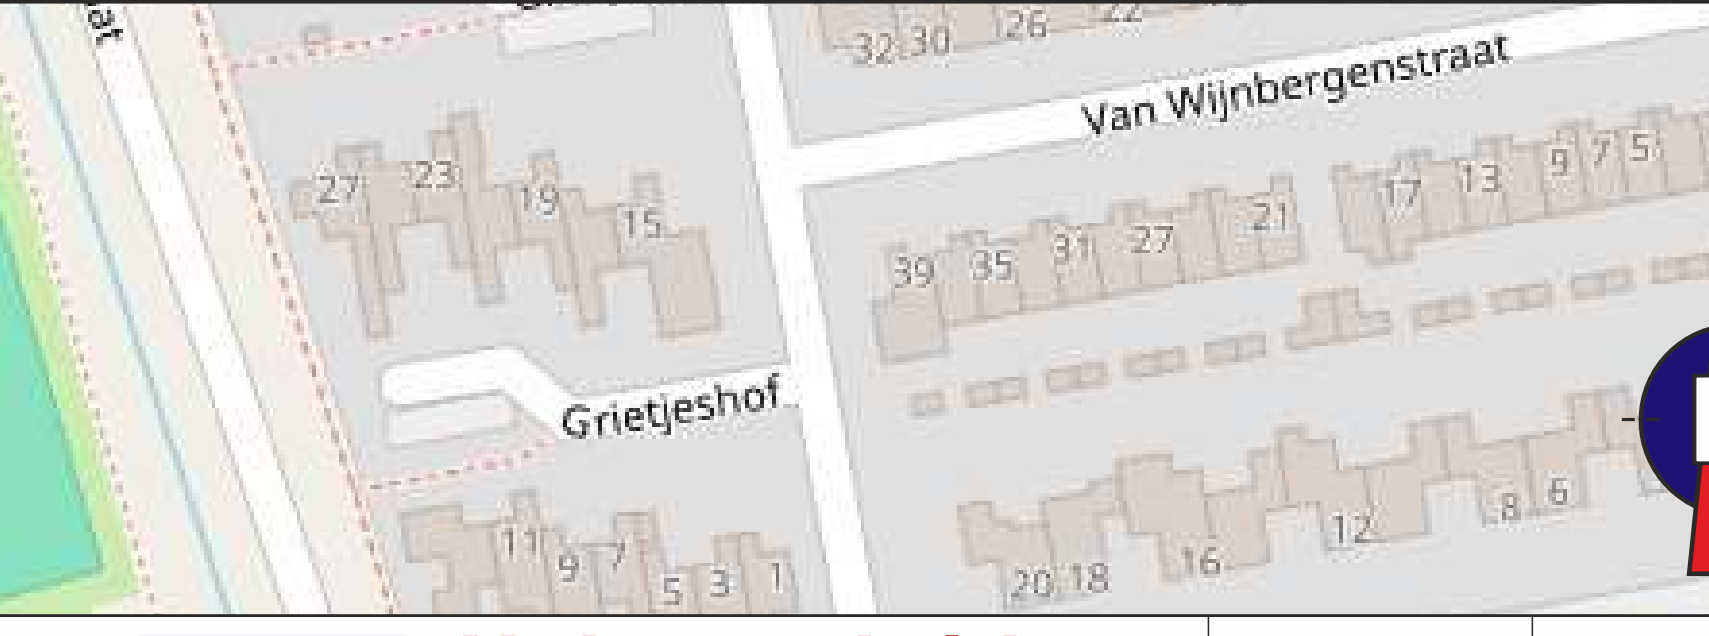 at
32 30 26 22
Van Wijnbergenstraat
27 23 19 15
39 35 31 27 21
17 13 9 7 5
Grietjeshof
11 9 7 5 3 1
20 18 16 12 8 6